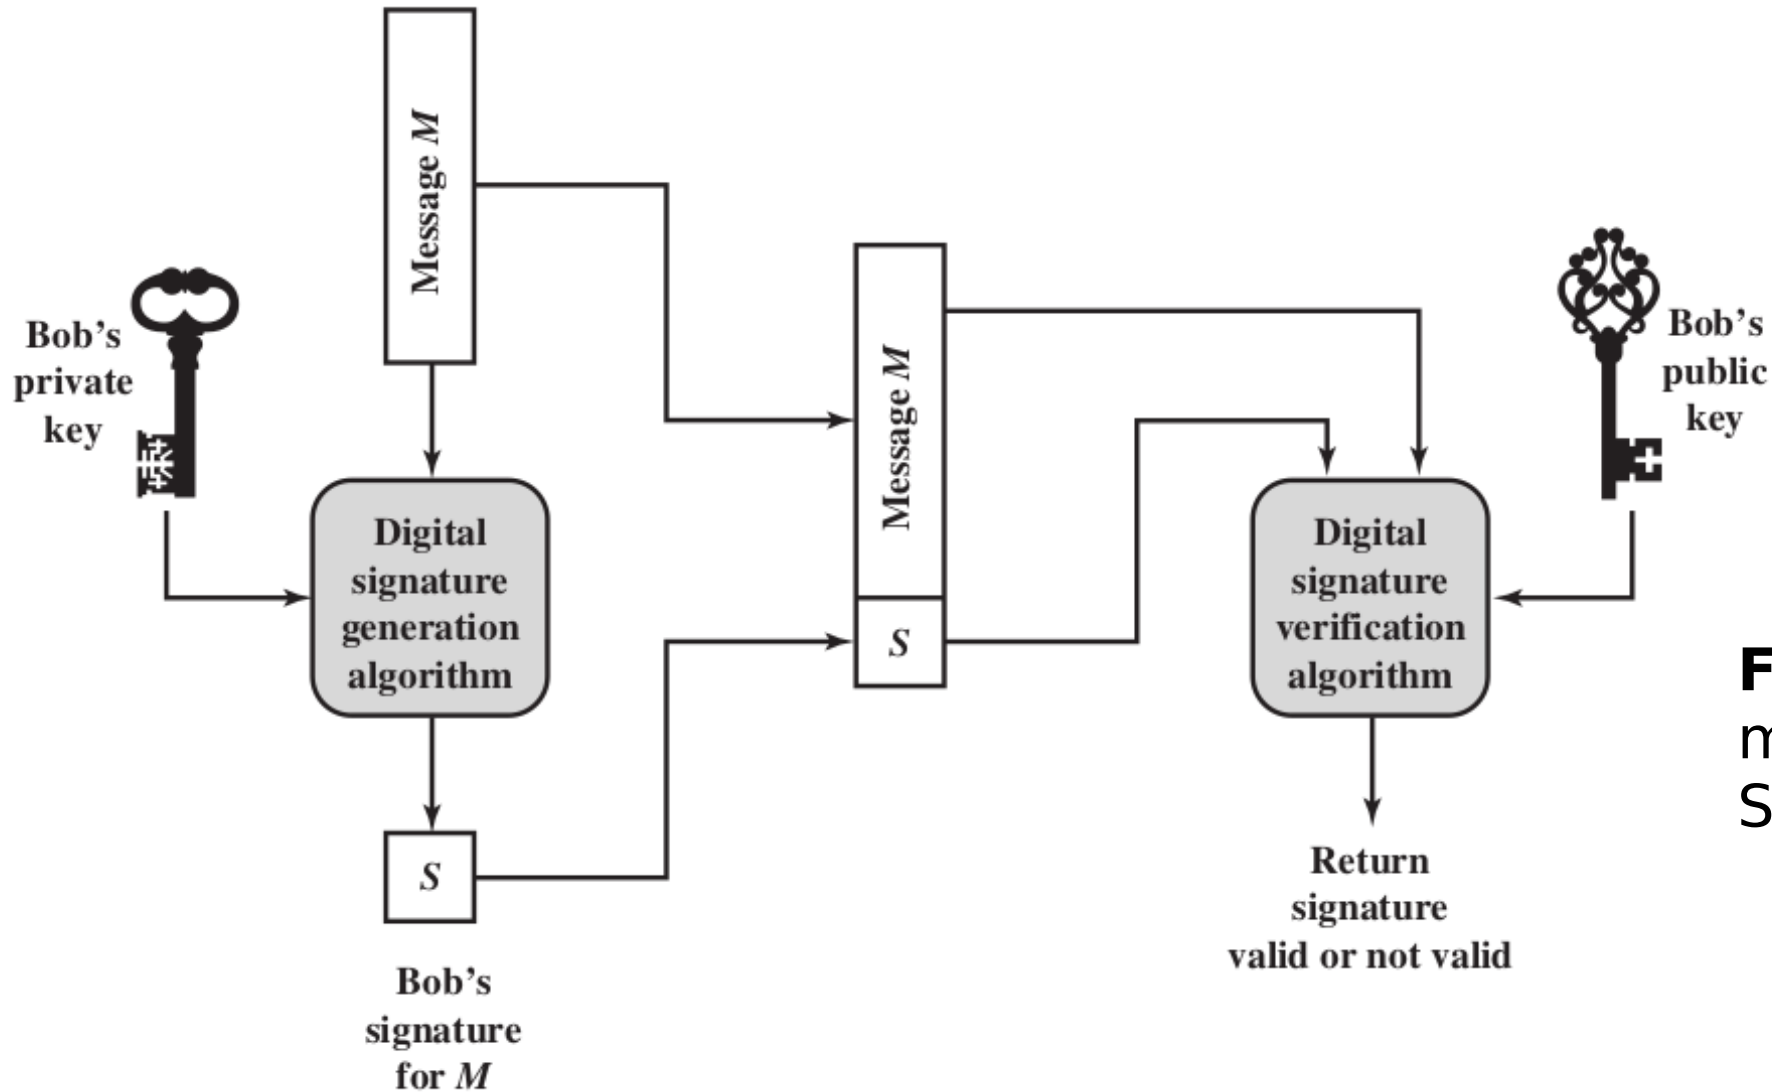 Message M
Bob's
private
key
Digital
signature
generation
algorithm
S
Bob's
signature
for M
Message M
S
Bob's
public
key
Digital
signature
verification
algorithm
Return
signature
valid or not valid